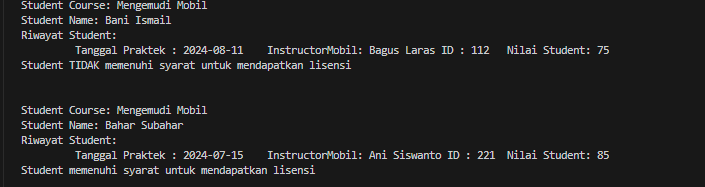 Student Course: Mengemudi Mobil
Student Name: Bani Ismail
Riwayat Student:
Tanggal Praktek : 2024-08-11    InstructorMobil: Bagus Laras ID : 112   Nilai Student: 75
Student TIDAK memenuhi syarat untuk mendapatkan lisensi
Student Course: Mengemudi Mobil
Student Name: Bahar Subahar
Riwayat Student:
Tanggal Praktek : 2024-07-15    InstructorMobil: Ani Siswanto ID : 221  Nilai Student: 85
Student memenuhi syarat untuk mendapatkan lisensi